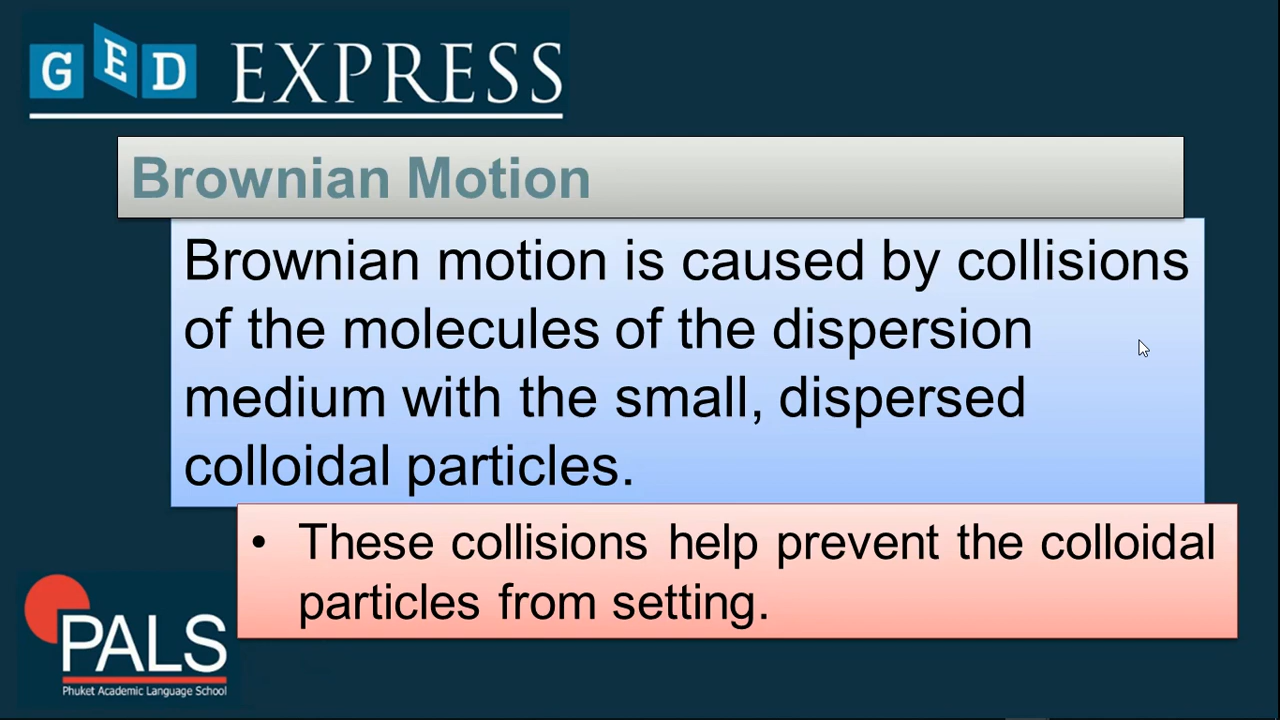 GED EXPRESS
Brownian Motion
Brownian motion is caused by collisions
of the molecules of the dispersion
medium with the small, dispersed
colloidal particles.
• These collisions help prevent the colloidal
particles from setting.
PALS
Phuket Academic Language School